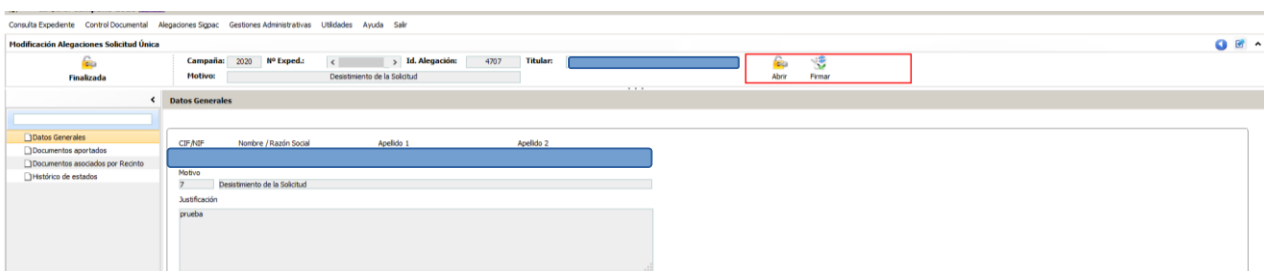 Consulta Expediente Control Documental Alegaciones Sigpac Gestiones Administrativas Utilidades Ayuda Salir
Modificación Alegaciones Solicitud Única
Finalizada
Campaña: 2020 Nº Exped.: < > Id. Alegación: 4707 Titular:
Motivo: Desistimiento de la Solicitud
Abrir Firmar
Datos Generales
Datos Generales
Documentos aportados
Documentos asociados por Recinto
Histórico de estados
CIF/NIF Nombre / Razón Social Apellido 1 Apellido 2
Motivo
7 Desistimiento de la Solicitud
Justificación
prueba